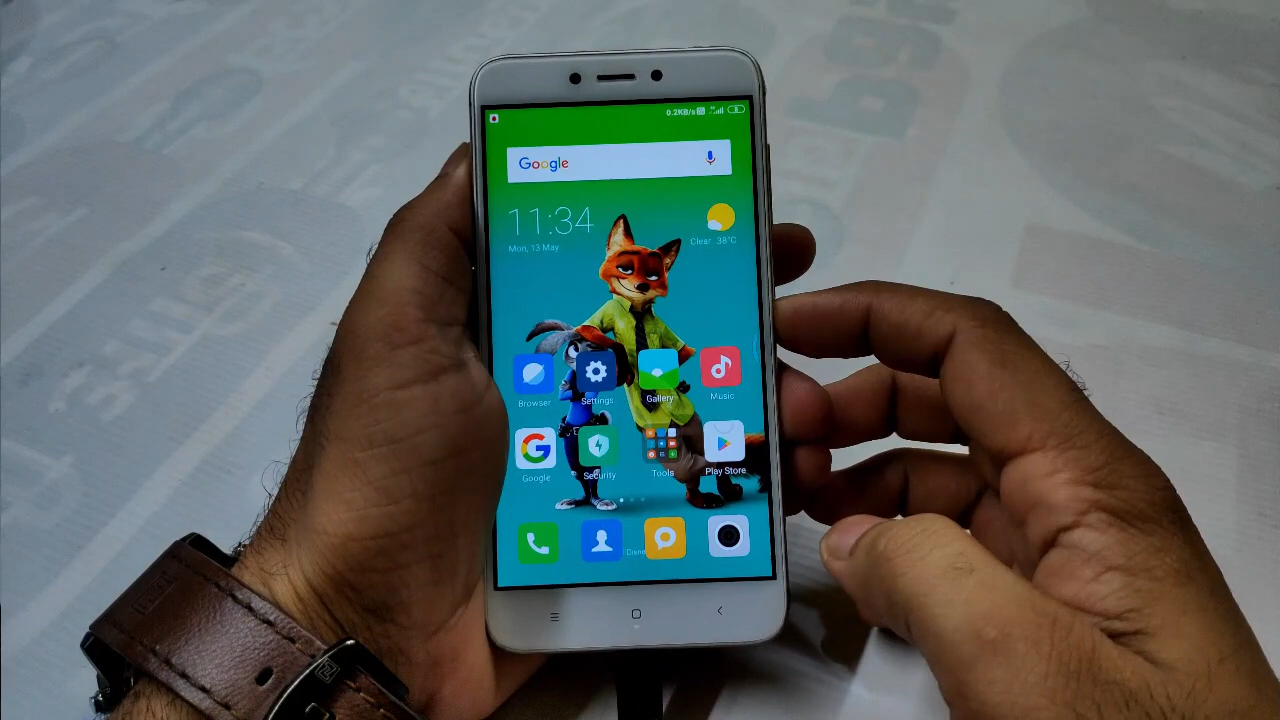 0.2KB/s
Google
11:34
Mon, 13 May
Clear 38°C
Browser
Settings
Gallery
Music
Google
Security
Tools
Play Store